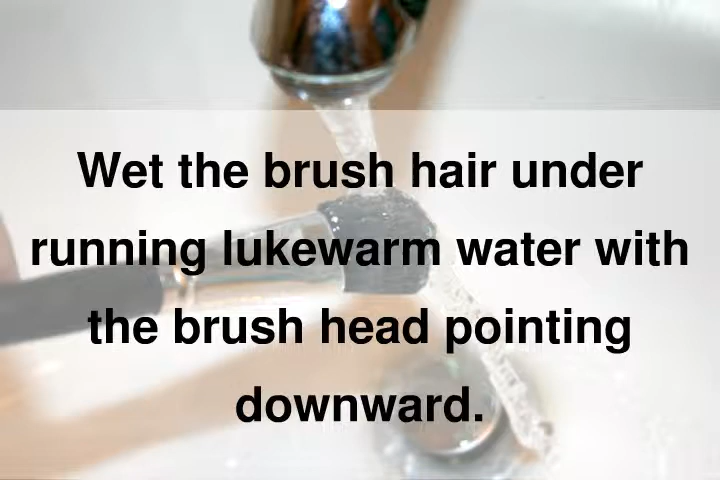 Wet the brush hair under
running lukewarm water with
the brush head pointing
downward.